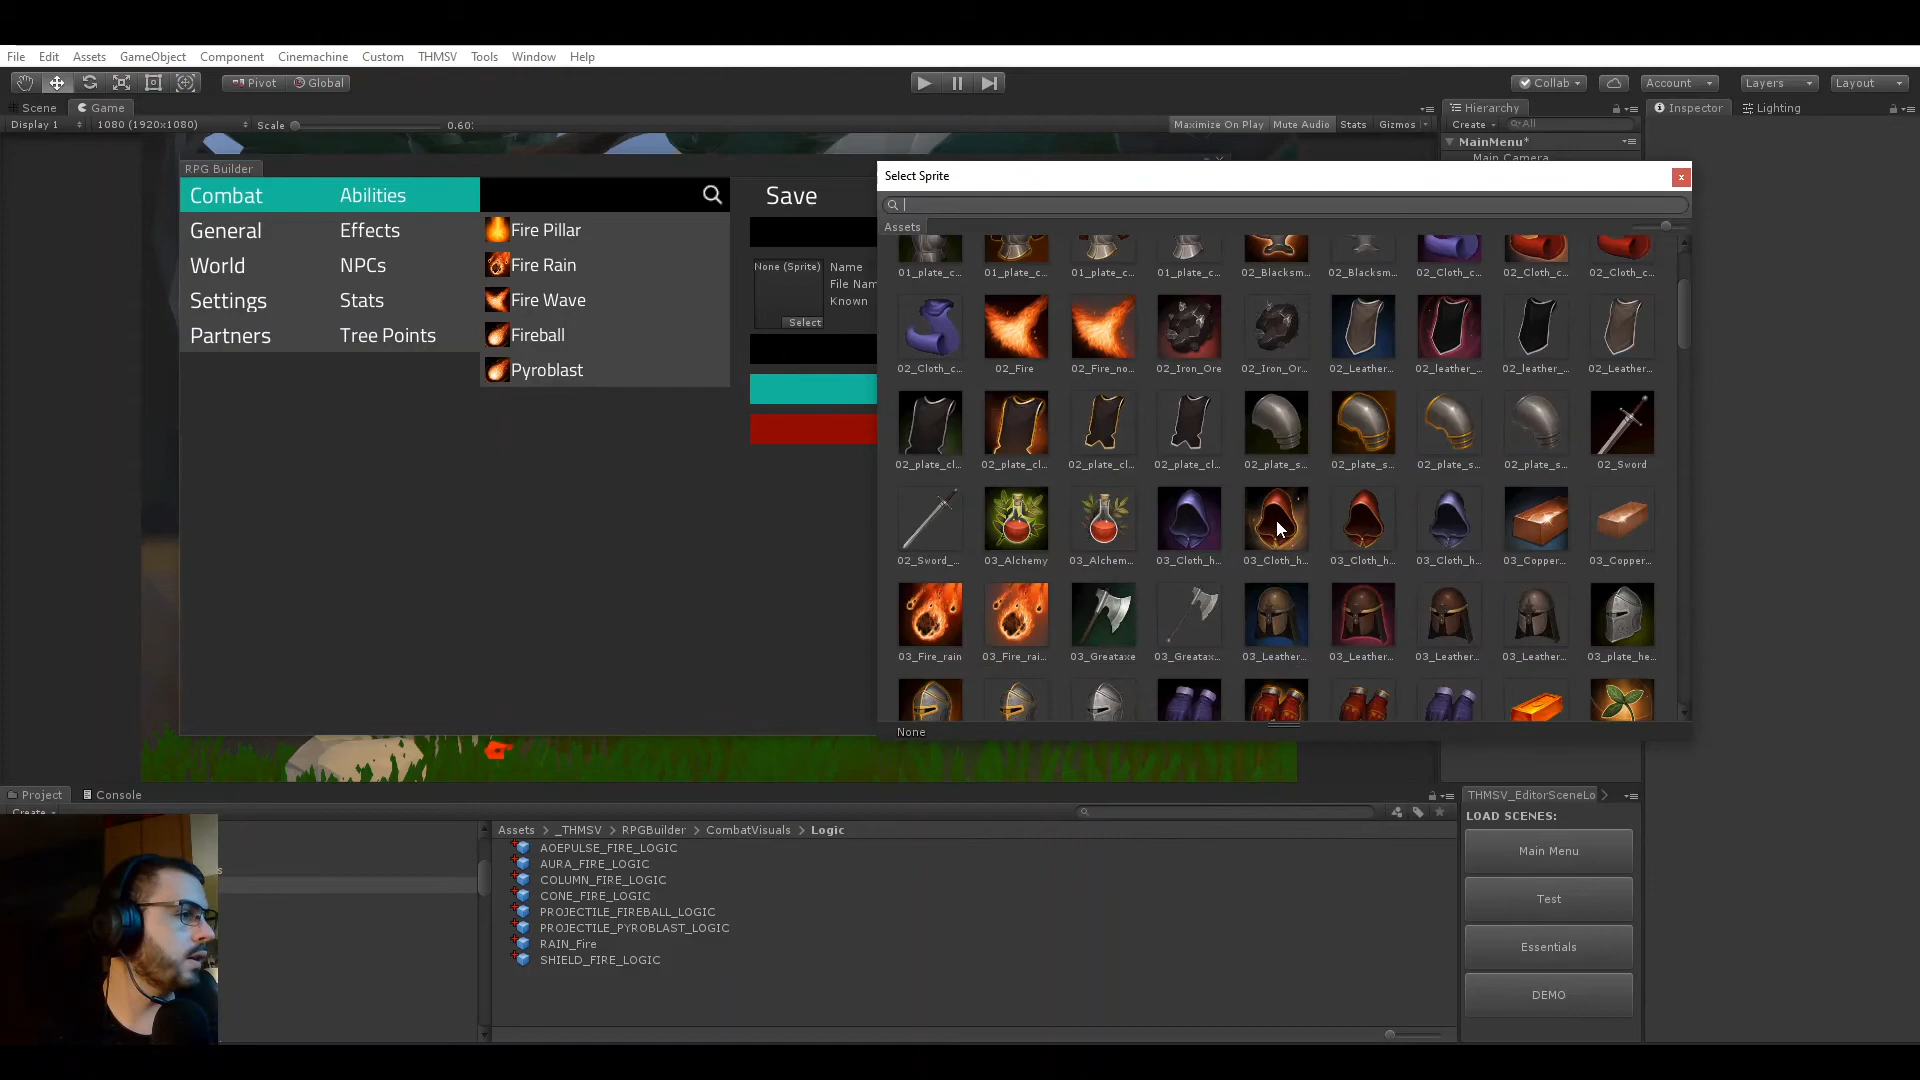 File Edit Assets GameObject Component Cinemachine Custom THMSV Tools Window Help
Pivot Global Collab Account Layers Layout
Scene Game Hierarchy Inspector Lighting
Display 1 1080 (1920x1080) Scale 0.60 Maximize On Play Mute Audio Stats Gizmos Create All
MainMenu*
Main Camera
RPG Builder
Select Sprite x
Combat Abilities Save
General Effects Fire Pillar
World NPCs Fire Rain
Settings Stats Fire Wave
Partners Tree Points Fireball
Pyroblast
None (Sprite) Name
File Nam
Known
Select
Assets
01_plate_c... 01_plate_c... 01_plate_c... 01_plate_c... 02_Blacksm... 02_Blacksm... 02_Cloth_c... 02_Cloth_c... 02_Cloth_c...
02_Cloth_c... 02_Fire 02_Fire_no... 02_Iron_Ore 02_Iron_Or... 02_Leather... 02_leather_... 02_leather_... 02_Leather...
02_plate_cl... 02_plate_cl... 02_plate_cl... 02_plate_cl... 02_plate_s... 02_plate_s... 02_plate_s... 02_plate_s... 02_Sword
02_Sword_... 03_Alchemy 03_Alchem... 03_Cloth_h... 03_Cloth_h... 03_Cloth_h... 03_Cloth_h... 03_Copper... 03_Copper...
03_Fire_rain 03_Fire_rai... 03_Greataxe 03_Greatax... 03_Leather... 03_Leather... 03_Leather... 03_Leather... 03_plate_he...
None
Project Console THMSV_EditorSceneLo
Create
LOAD SCENES:
Assets > _THMSV > RPGBuilder > CombatVisuals > Logic
AOEPULSE_FIRE_LOGIC
AURA_FIRE_LOGIC
COLUMN_FIRE_LOGIC
CONE_FIRE_LOGIC
PROJECTILE_FIREBALL_LOGIC
PROJECTILE_PYROBLAST_LOGIC
RAIN_Fire
SHIELD_FIRE_LOGIC
Main Menu
Test
Essentials
DEMO